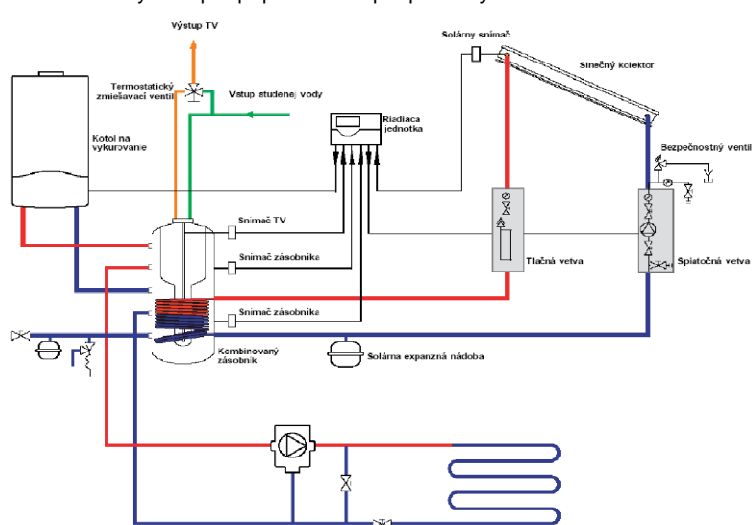 Výstup TV
Solárny snímač
Slnečný kolektor
Termostatický
zmiešavací ventil
Vstup studenej vody
Riadiaca
jednotka
Kotol na
vykurovanie
Bezpečnostný ventil
Snímač TV
Snímač zásobníka
Tlačná vetva
Spiatočná vetva
Snímač zásobníka
Kombinovaný
zásobník
Solárna expanzná nádoba